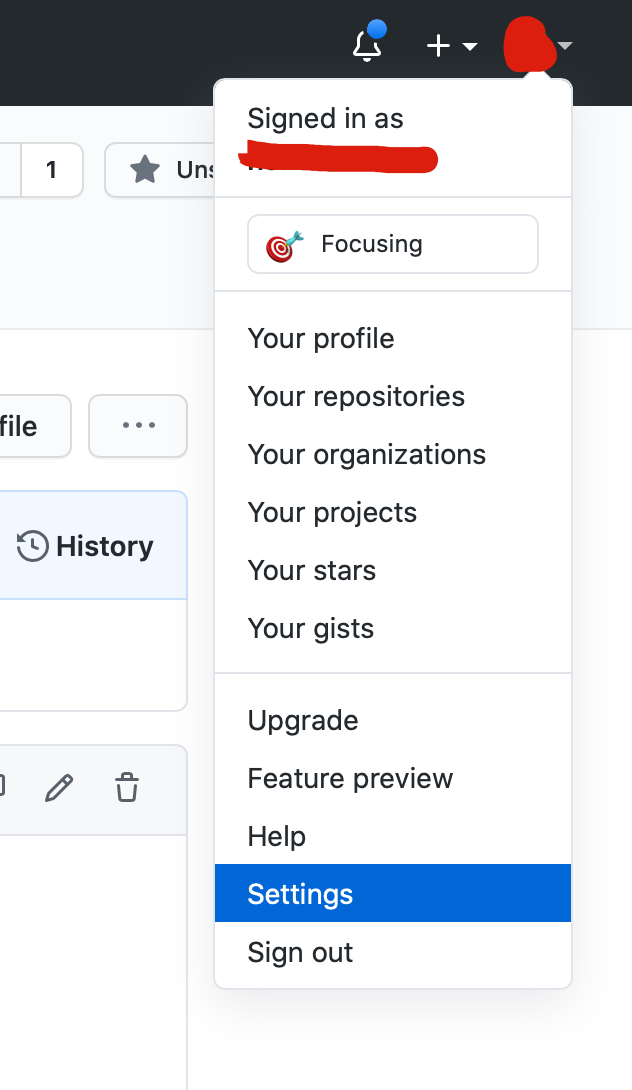 Signed in as
1
Uns
Focusing
Your profile
Your repositories
file
Your organizations
Your projects
History
Your stars
Your gists
Upgrade
Feature preview
Help
Settings
Sign out